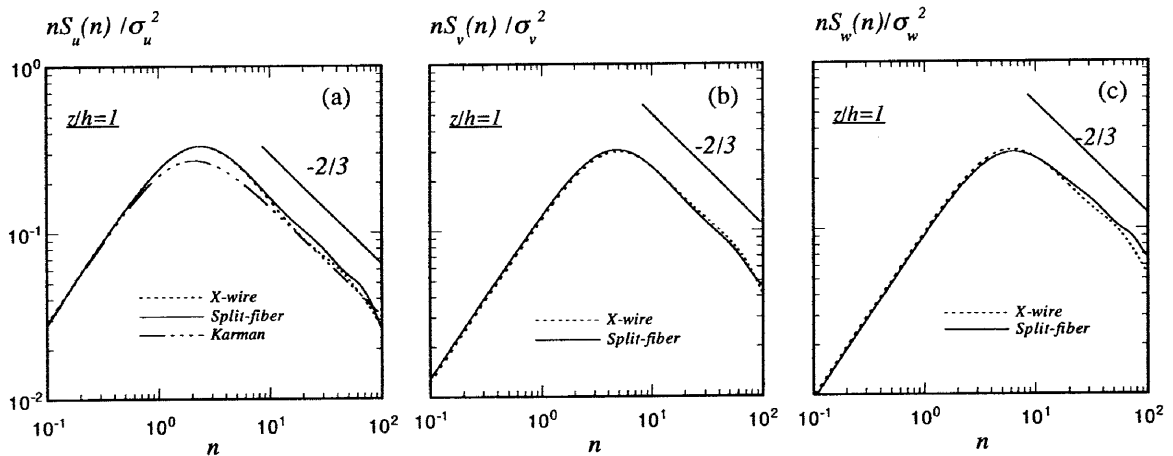 nS_u(n) /σ_u^2
nS_v(n) /σ_v^2
nS_w(n)/σ_w^2
10^0
(a)
(b)
(c)
z/h=1
z/h=1
z/h=1
-2/3
-2/3
-2/3
10^-1
X-wire
Split-fiber
Karman
X-wire
Split-fiber
X-wire
Split-fiber
10^-2
10^-1 10^0 10^1 10^2
10^-1 10^0 10^1 10^2
10^-1 10^0 10^1 10^2
n
n
n